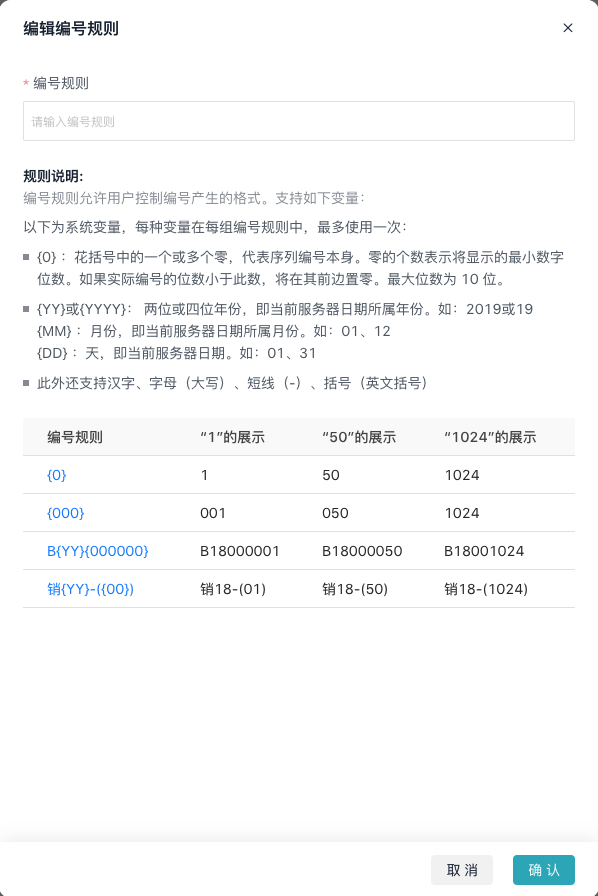 编辑编号规则
* 编号规则
请输入编号规则
规则说明:
编号规则允许用户控制编号产生的格式。支持如下变量：
以下为系统变量，每种变量在每组编号规则中，最多使用一次：
{0} ：花括号中的一个或多个零，代表序列编号本身。零的个数表示将显示的最小数字
位数。如果实际编号的位数小于此数，将在其前边置零。最大位数为 10 位。
{YY}或{YYYY}： 两位或四位年份，即当前服务器日期所属年份。如：2019或19
{MM} ：月份，即当前服务器日期所属月份。如：01、12
{DD} ：天，即当前服务器日期。如：01、31
此外还支持汉字、字母（大写）、短线（-）、括号（英文括号）
编号规则 “1”的展示 “50”的展示 “1024”的展示
{0} 1 50 1024
{000} 001 050 1024
B{YY}{000000} B18000001 B18000050 B18001024
销{YY}-({00}) 销18-(01) 销18-(50) 销18-(1024)
取 消 确 认